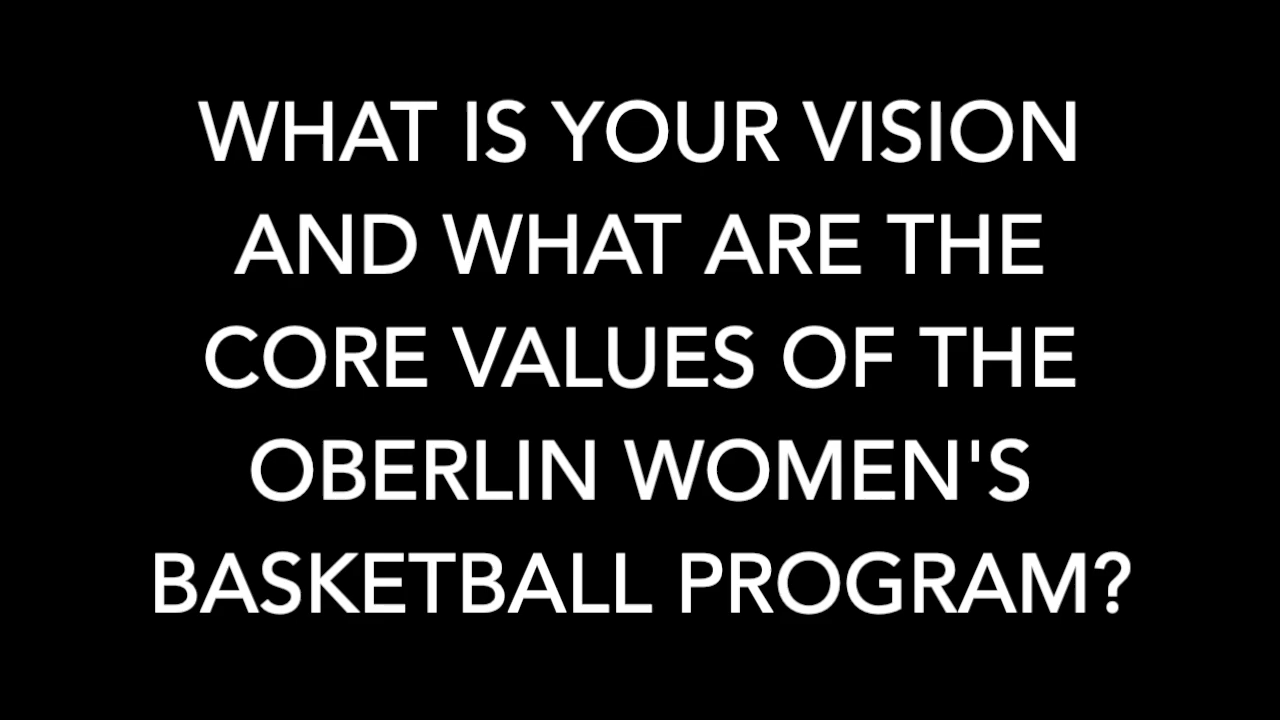 WHAT IS YOUR VISION
AND WHAT ARE THE
CORE VALUES OF THE
OBERLIN WOMEN'S
BASKETBALL PROGRAM?